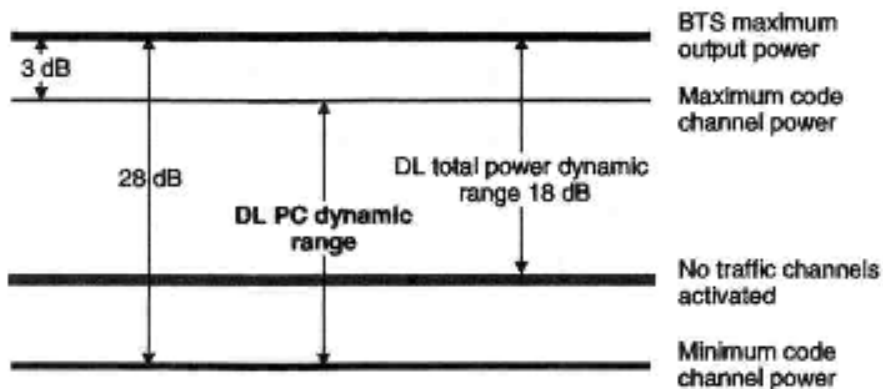 BTS maximum
output power
3 dB
Maximum code
channel power
28 dB
DL total power dynamic
range 18 dB
DL PC dynamic
range
No traffic channels
activated
Minimum code
channel power